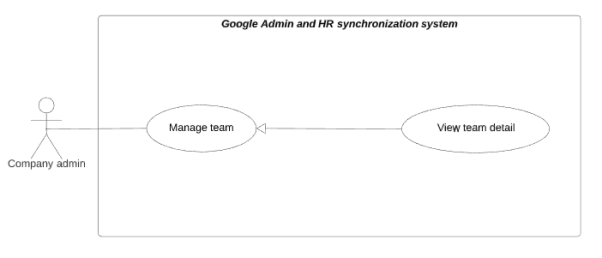 Google Admin and HR synchronization system
Manage team
View team detail
Company admin